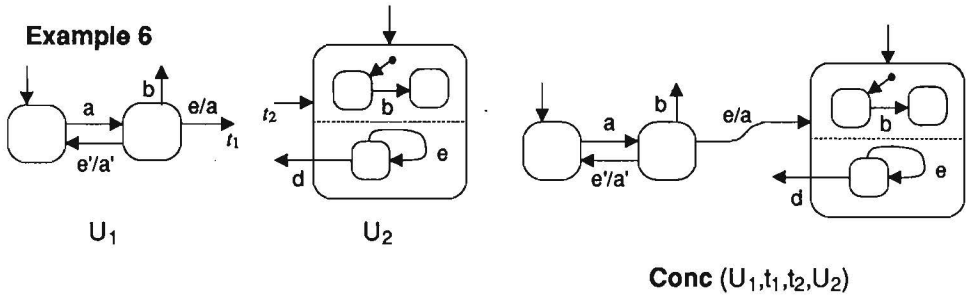 Example 6
a
b
e/a
t₁
e'/a'
U₁
t₂
b
e
d
U₂
a
b
e/a
e'/a'
b
e
d
Conc (U₁,t₁,t₂,U₂)